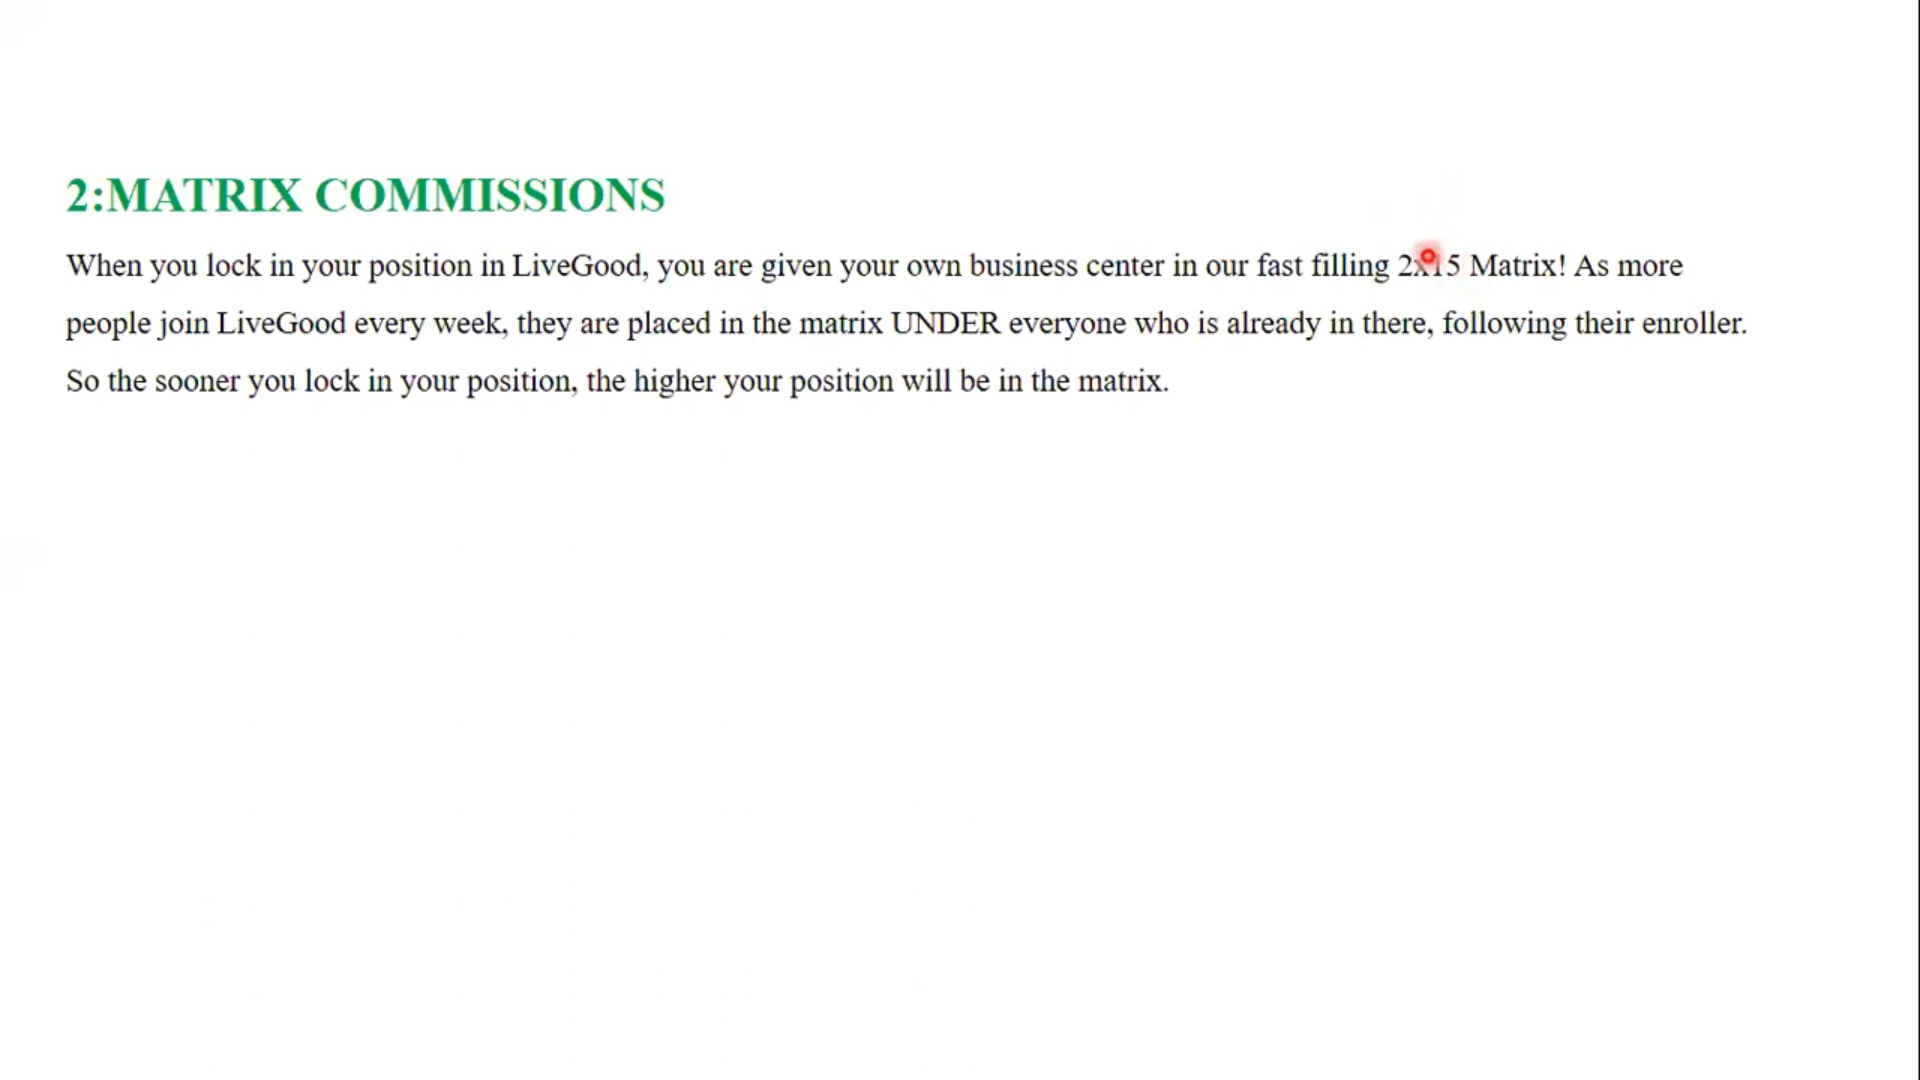 2:MATRIX COMMISSIONS
When you lock in your position in LiveGood, you are given your own business center in our fast filling 2x15 Matrix! As more
people join LiveGood every week, they are placed in the matrix UNDER everyone who is already in there, following their enroller.
So the sooner you lock in your position, the higher your position will be in the matrix.